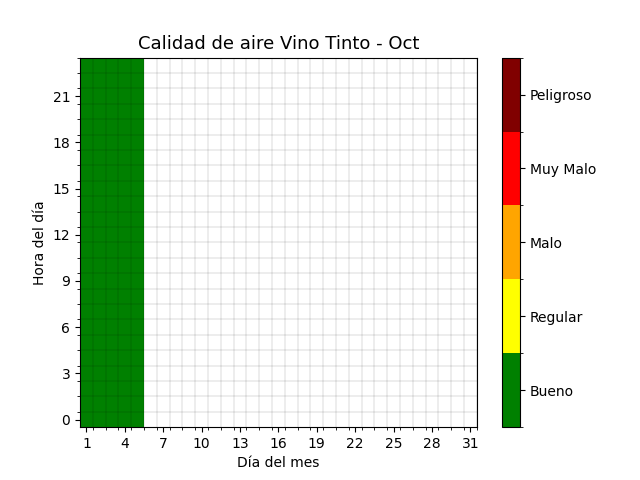 Calidad de aire Vino Tinto - Oct
Hora del día
21
18
15
12
9
6
3
0
1 4 7 10 13 16 19 22 25 28 31
Día del mes
Peligroso
Muy Malo
Malo
Regular
Bueno